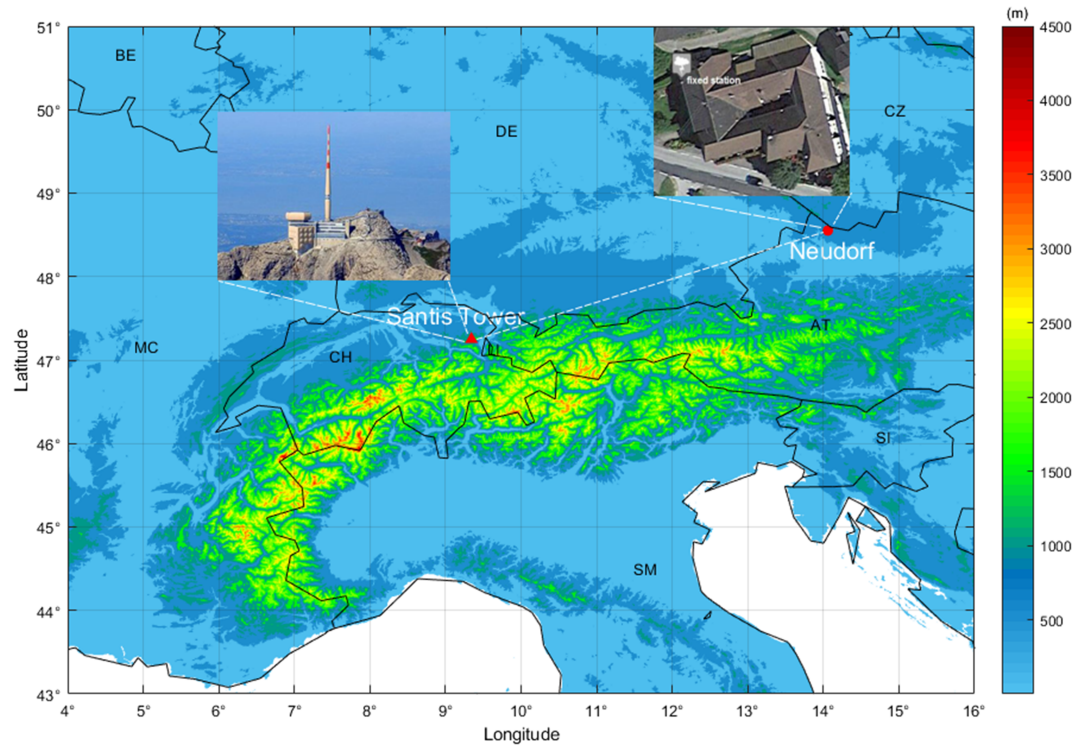 (m)
51°
50°
49°
48°
47°
46°
45°
44°
43°
4°
5°
6°
7°
8°
9°
10°
11°
12°
13°
14°
15°
16°
Latitude
Longitude
4500
4000
3500
3000
2500
2000
1500
1000
500
BE
DE
CZ
fixed station
Neudorf
Santis Tower
MC
CH
LI
AT
SI
SM